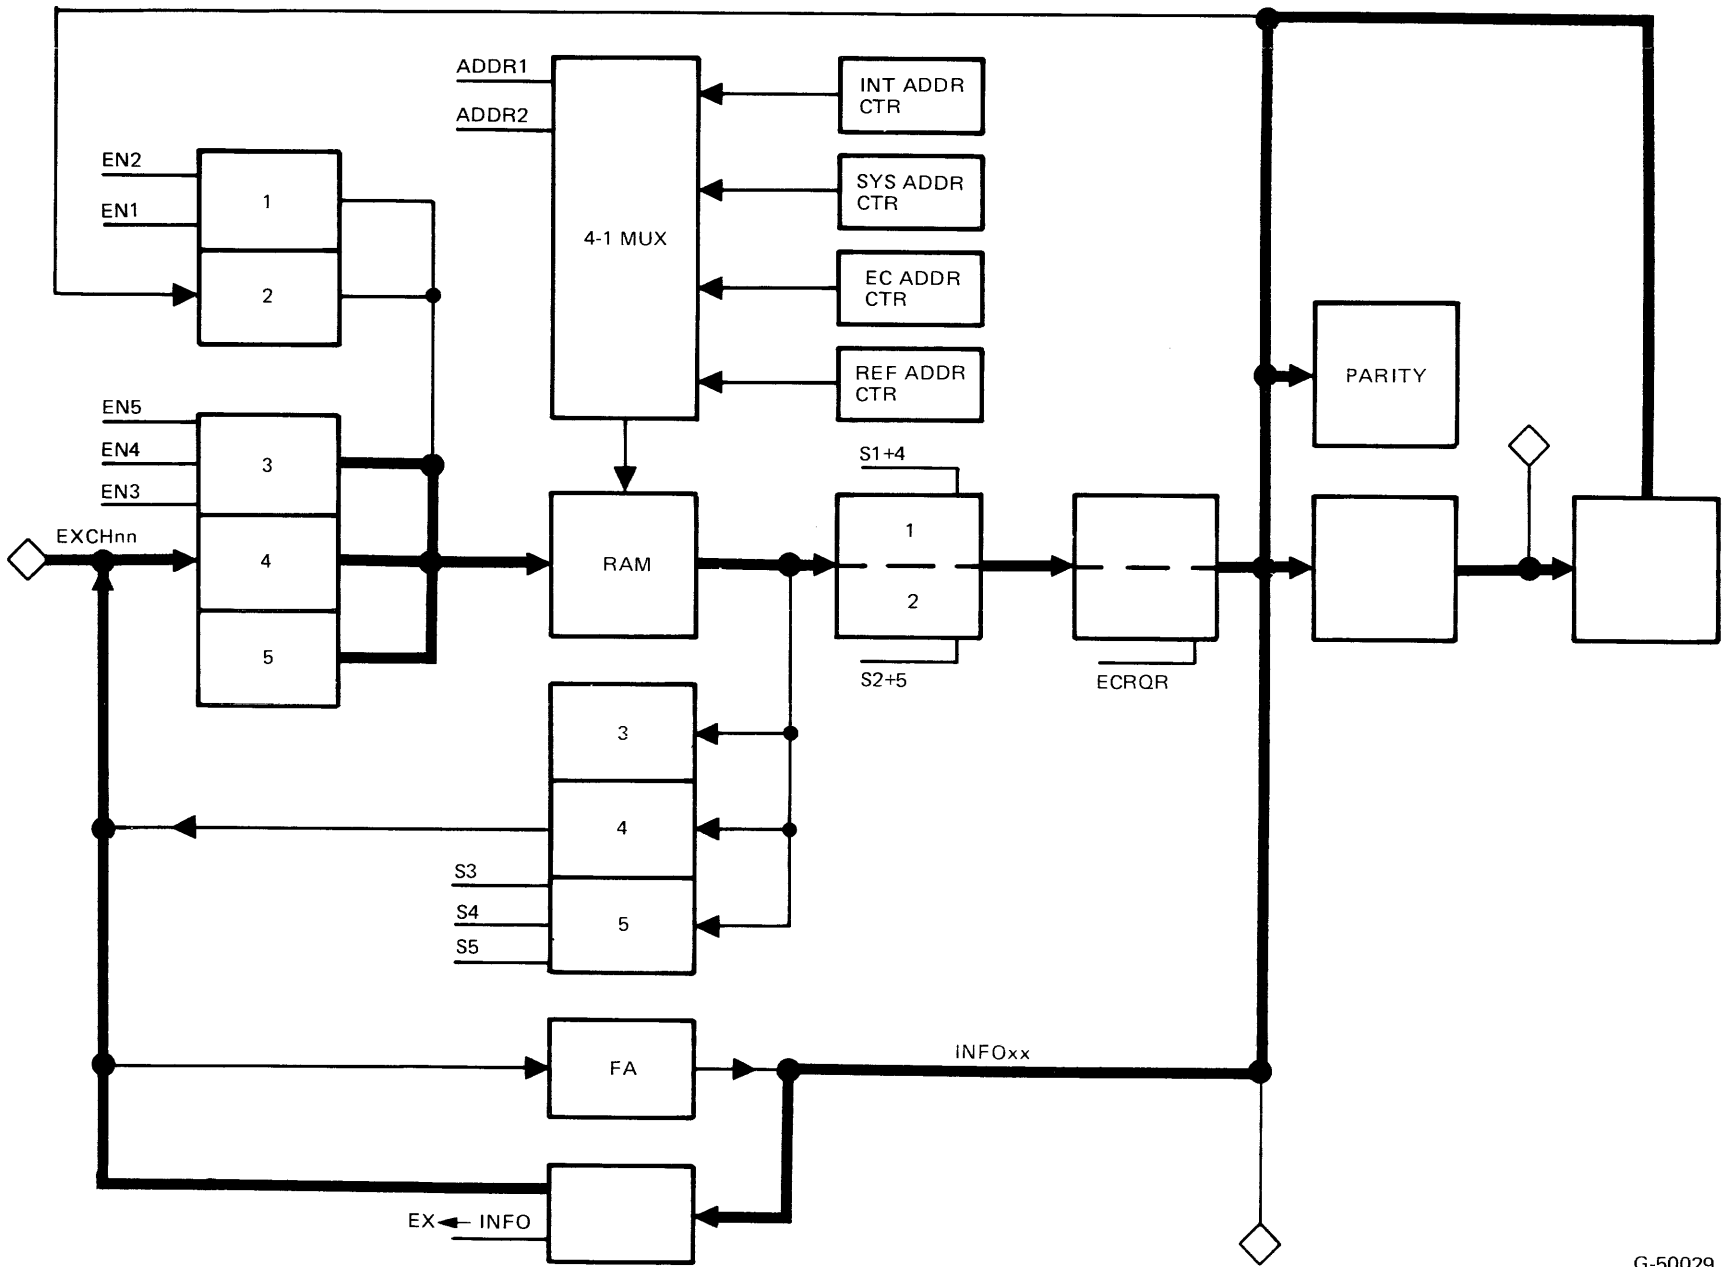 ADDR1
ADDR2
INT ADDR
CTR
SYS ADDR
CTR
EC ADDR
CTR
REF ADDR
CTR
4-1 MUX
EN2
EN1
1
2
EN5
EN4
EN3
3
4
5
EXCHnn
RAM
S1+4
1
2
S2+5
ECRQR
PARITY
3
4
5
S3
S4
S5
FA
INFOxx
EX ← INFO
G-50029